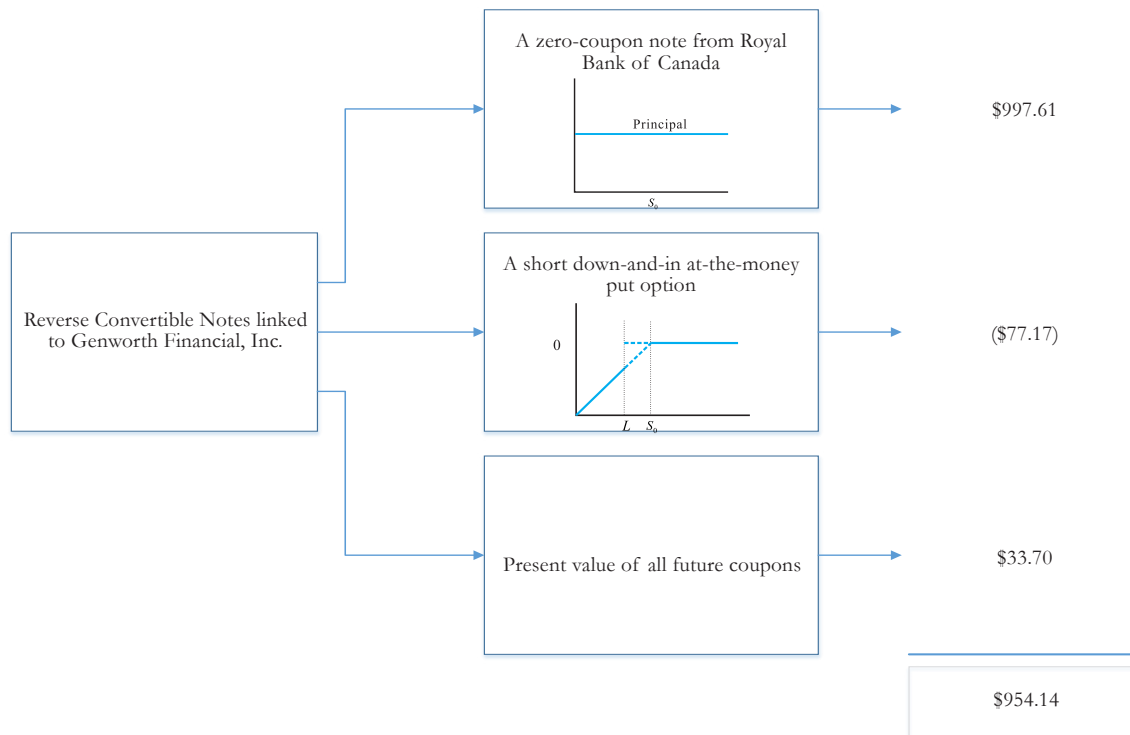 A zero-coupon note from Royal
Bank of Canada
Principal
S₀
$997.61
Reverse Convertible Notes linked
to Genworth Financial, Inc.
A short down-and-in at-the-money
put option
0
L S₀
($77.17)
Present value of all future coupons
$33.70
$954.14